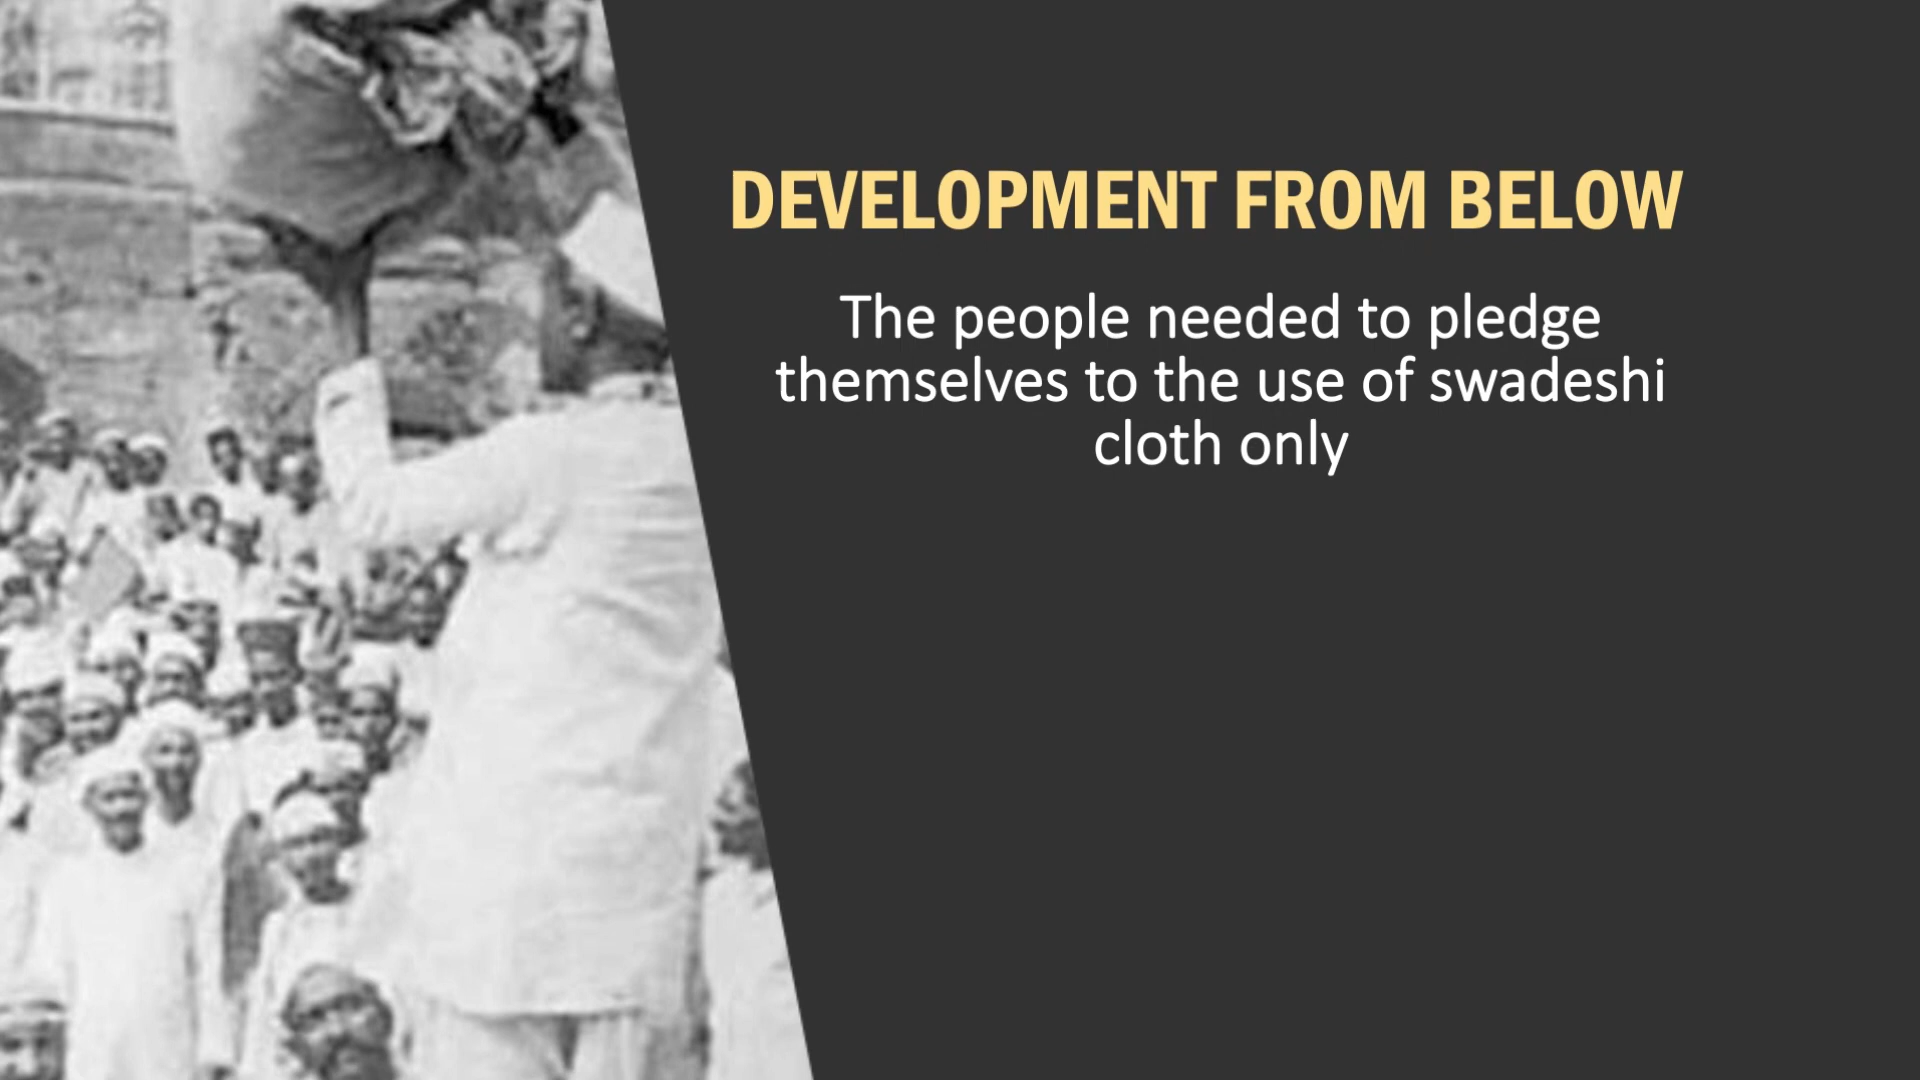 DEVELOPMENT FROM BELOW
The people needed to pledge
themselves to the use of swadeshi
cloth only